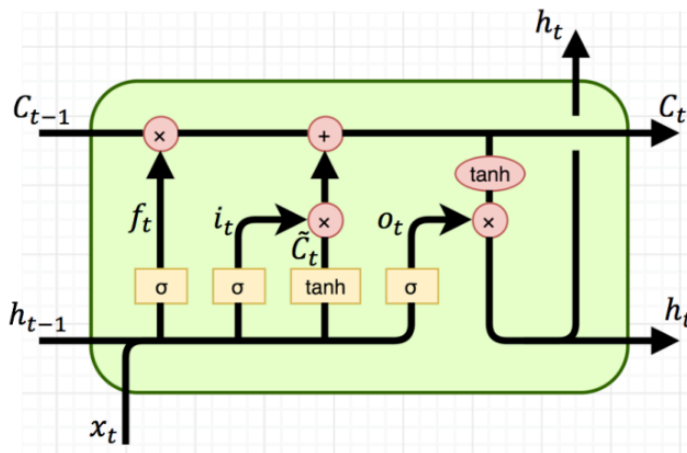 h_t
C_{t-1} C_t
× +
tanh
f_t i_t × o_t ×
C̃_t
σ σ tanh σ
h_{t-1} h_t
x_t